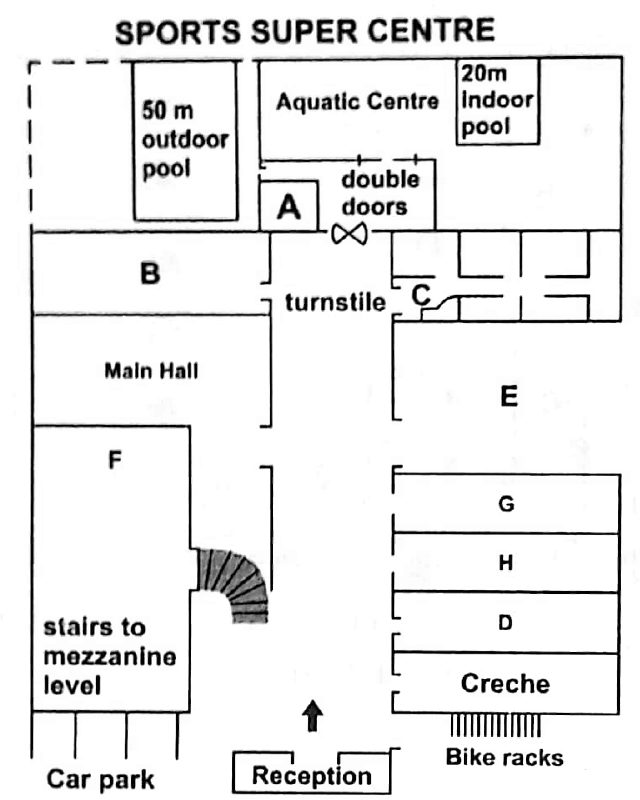 SPORTS SUPER CENTRE
50 m
outdoor
pool
Aquatic Centre
20m
indoor
pool
double
doors
A
B
turnstile
C
Main Hall
E
F
G
H
D
stairs to
mezzanine
level
Creche
Bike racks
Car park
Reception